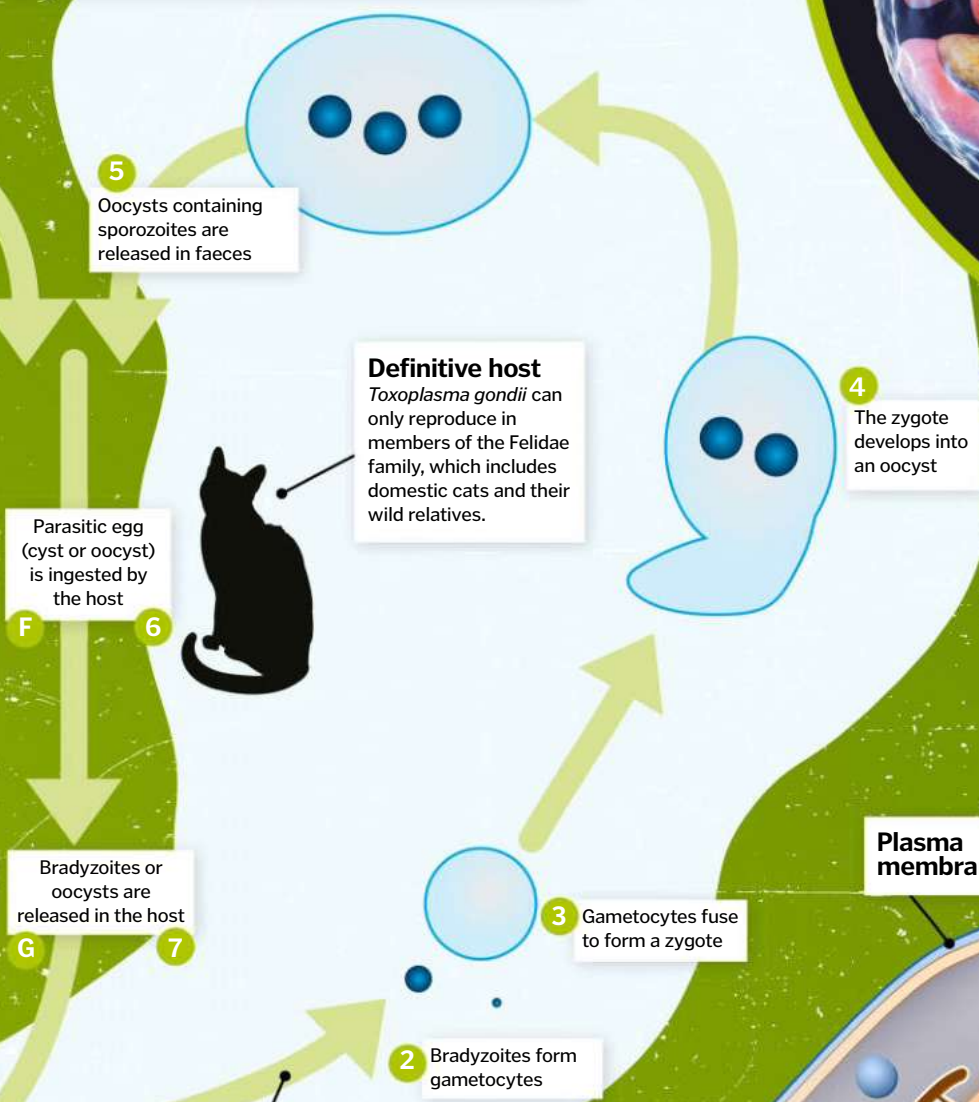 5
Oocysts containing
sporozoites are
released in faeces
Definitive host
Toxoplasma gondii can
only reproduce in
members of the Felidae
family, which includes
domestic cats and their
wild relatives.
4
The zygote
develops into
an oocyst
Parasitic egg
(cyst or oocyst)
is ingested by
the host
F
6
Bradyzoites or
oocysts are
released in the host
G
7
3
Gametocytes fuse
to form a zygote
2
Bradyzoites form
gametocytes
Plasma
membra